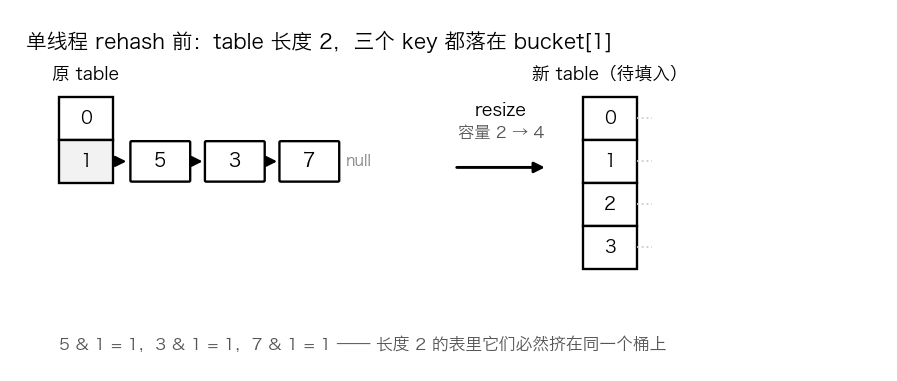 单线程 rehash 前：table 长度 2，三个 key 都落在 bucket[1]
原 table
新 table（待填入）
0
1
5
3
7
null
resize
容量 2 → 4
0
1
2
3
5 & 1 = 1，3 & 1 = 1，7 & 1 = 1 —— 长度 2 的表里它们必然挤在同一个桶上